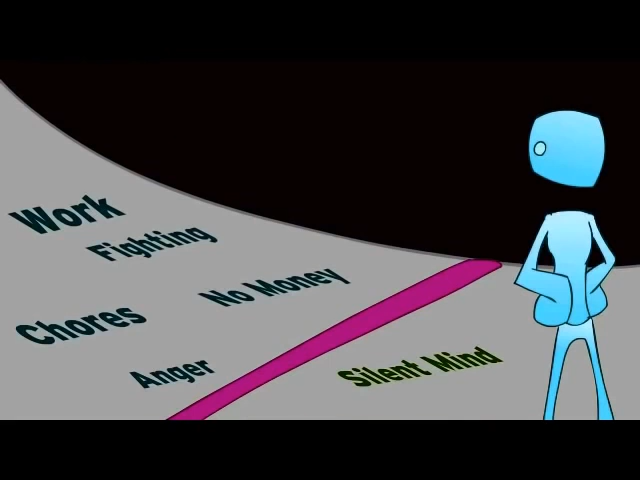 Work
Fighting
No Money
Chores
Anger
Silent Mind